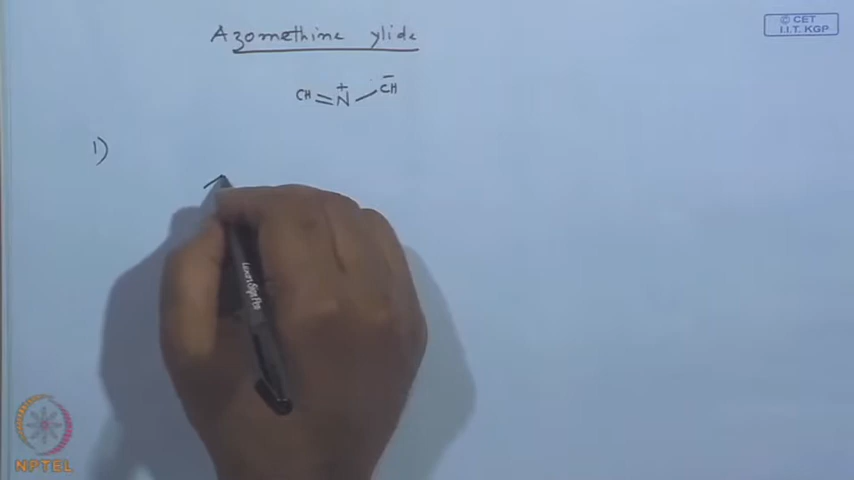 Azomethine ylide
© CET
I.I.T. KGP
CH=N⁺-C̄H
1)
NPTEL